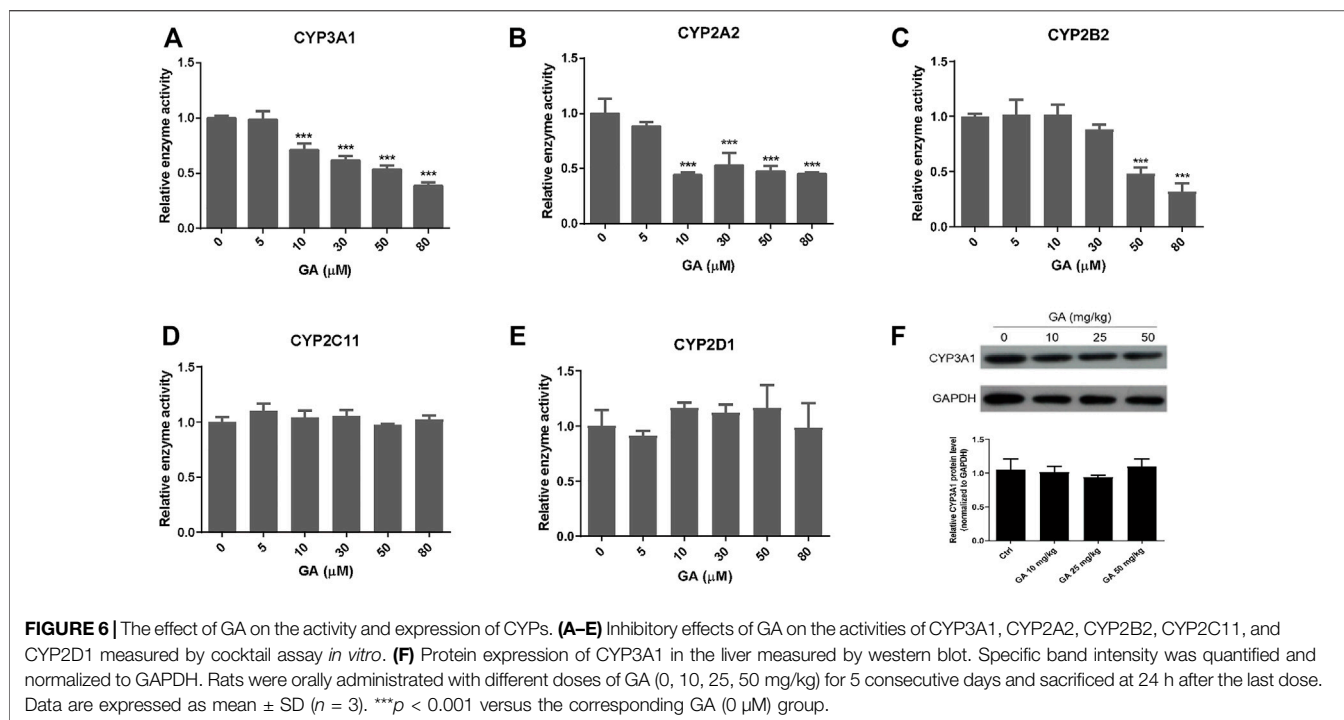 A
CYP3A1
Relative enzyme activity
1.5
1.0
0.5
0.0
***
***
***
***
0
5
10
30
50
80
GA (μM)
B
CYP2A2
Relative enzyme activity
1.5
1.0
0.5
0.0
***
***
***
***
0
5
10
30
50
80
GA (μM)
C
CYP2B2
Relative enzyme activity
1.5
1.0
0.5
0.0
***
***
0
5
10
30
50
80
GA (μM)
D
CYP2C11
Relative enzyme activity
1.5
1.0
0.5
0.0
0
5
10
30
50
80
GA (μM)
E
CYP2D1
Relative enzyme activity
1.5
1.0
0.5
0.0
0
5
10
30
50
80
GA (μM)
F
GA (mg/kg)
0 10 25 50
CYP3A1
GAPDH
Relative CYP3A1 protein level
(normalized to GAPDH)
1.5
1.0
0.5
0.0
Ctrl
GA 10 mg/kg
GA 25 mg/kg
GA 50 mg/kg
FIGURE 6 | The effect of GA on the activity and expression of CYPs. (A–E) Inhibitory effects of GA on the activities of CYP3A1, CYP2A2, CYP2B2, CYP2C11, and
CYP2D1 measured by cocktail assay in vitro. (F) Protein expression of CYP3A1 in the liver measured by western blot. Specific band intensity was quantified and
normalized to GAPDH. Rats were orally administrated with different doses of GA (0, 10, 25, 50 mg/kg) for 5 consecutive days and sacrificed at 24 h after the last dose.
Data are expressed as mean ± SD (n = 3). ***p < 0.001 versus the corresponding GA (0 μM) group.